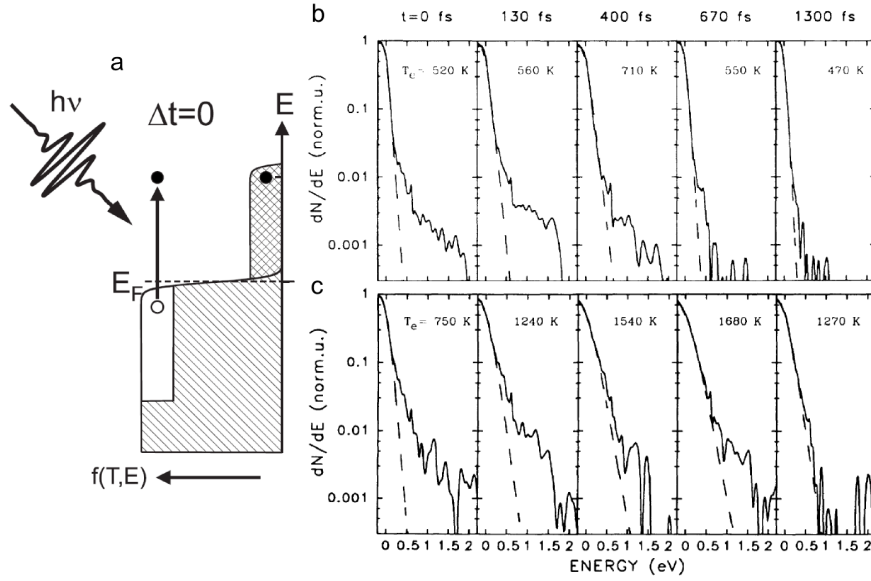 a
hν
Δt=0
E
E_F
f(T,E)
b
t=0 fs 130 fs 400 fs 670 fs 1300 fs
dN/dE (norm.u.)
1
0.1
0.01
0.001
T_e= 520 K 560 K 710 K 550 K 470 K
c
dN/dE (norm.u.)
1
0.1
0.01
0.001
T_e= 750 K 1240 K 1540 K 1680 K 1270 K
0 0.5 1 1.5 2 0 0.5 1 1.5 2 0 0.5 1 1.5 2 0 0.5 1 1.5 2 0 0.5 1 1.5 2
ENERGY (eV)